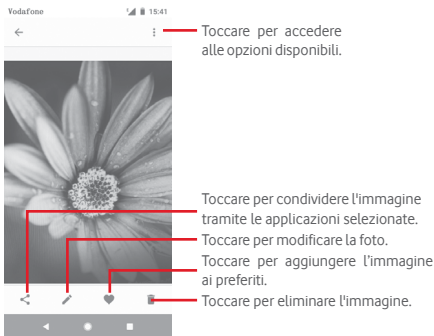 Vodafone 15:41
Toccare per accedere
alle opzioni disponibili.
Toccare per condividere l'immagine
tramite le applicazioni selezionate.
Toccare per modificare la foto.
Toccare per aggiungere l'immagine
ai preferiti.
Toccare per eliminare l'immagine.